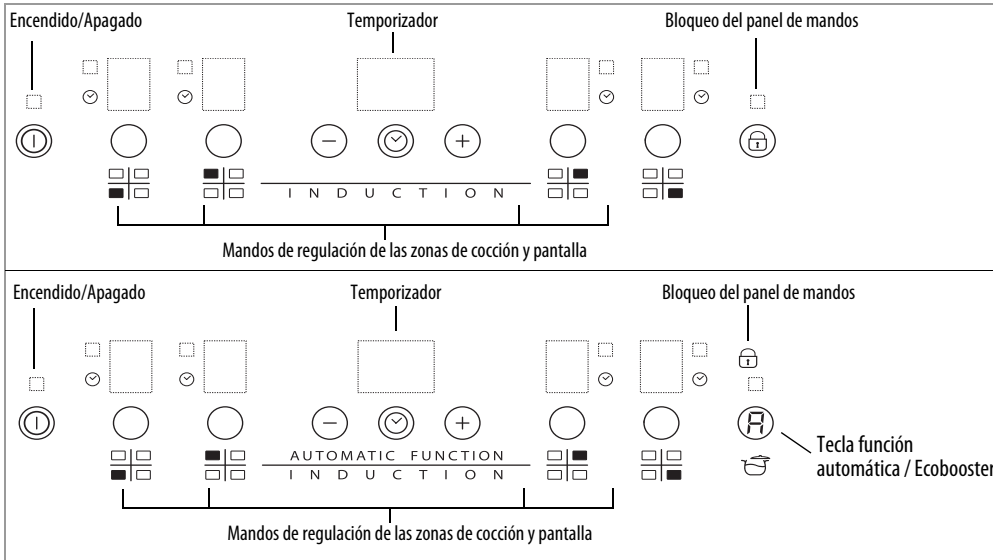 Encendido/Apagado Temporizador Bloqueo del panel de mandos
INDUCTION
Mandos de regulación de las zonas de cocción y pantalla
Encendido/Apagado Temporizador Bloqueo del panel de mandos
A
AUTOMATIC FUNCTION
INDUCTION
Tecla función
automática / Ecobooster
Mandos de regulación de las zonas de cocción y pantalla